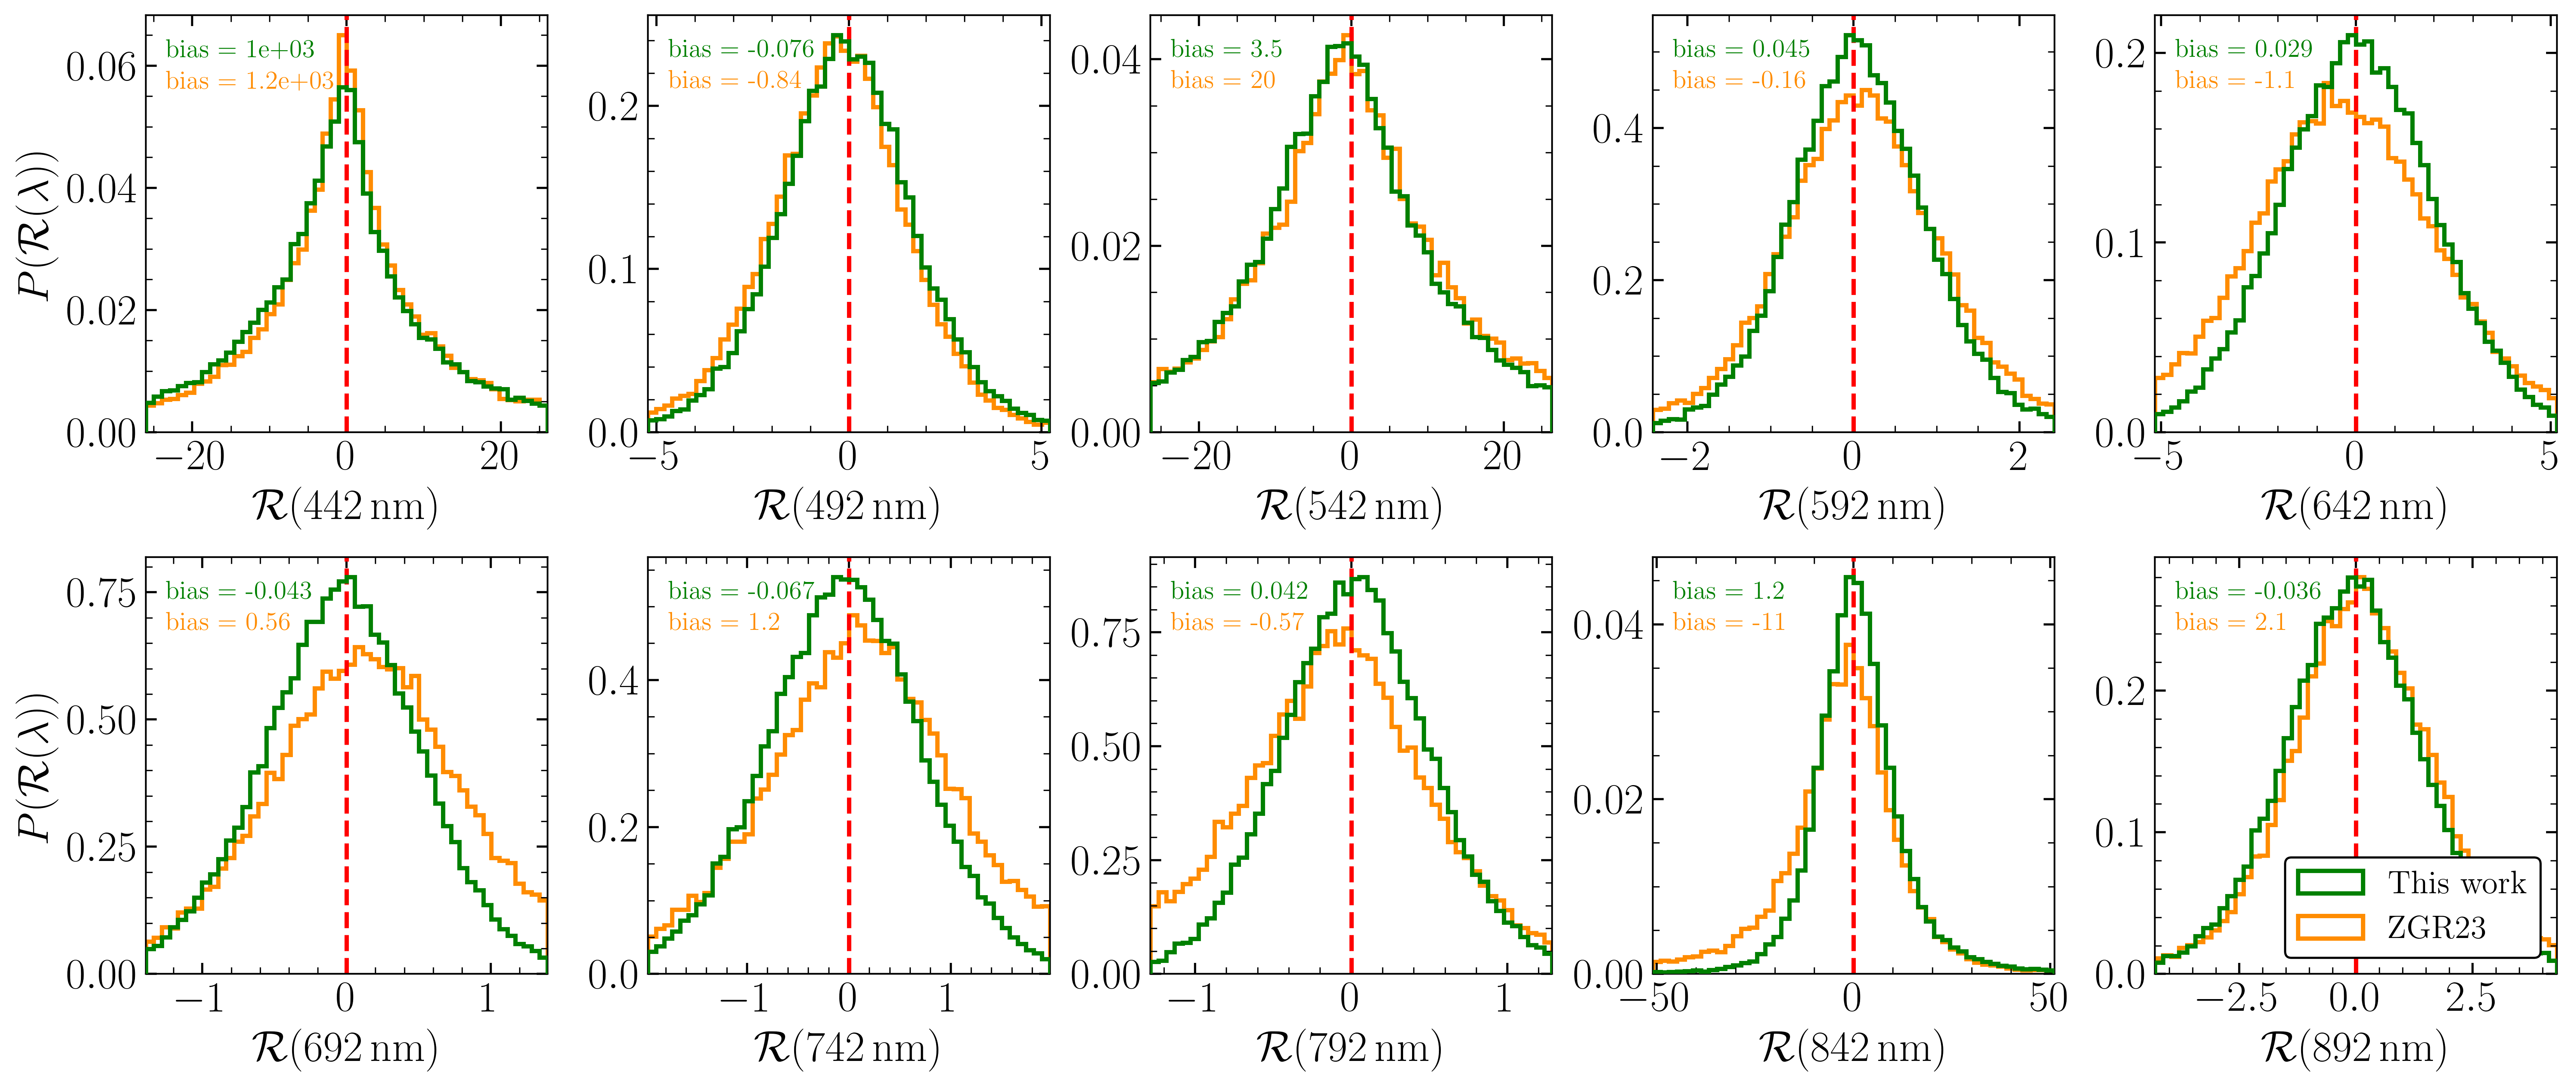 P(R(λ))
0.06
0.04
0.02
0.00
bias = 1e+03
bias = 1.2e+03
−20 0 20
R(442 nm)
0.2
0.1
0.0
bias = -0.076
bias = -0.84
−5 0 5
R(492 nm)
0.04
0.02
0.00
bias = 3.5
bias = 20
−20 0 20
R(542 nm)
0.4
0.2
0.0
bias = 0.045
bias = -0.16
−2 0 2
R(592 nm)
0.2
0.1
0.0
bias = 0.029
bias = -1.1
−5 0 5
R(642 nm)
P(R(λ))
0.75
0.50
0.25
0.00
bias = -0.043
bias = 0.56
−1 0 1
R(692 nm)
0.4
0.2
0.0
bias = -0.067
bias = 1.2
−1 0 1
R(742 nm)
0.75
0.50
0.25
0.00
bias = 0.042
bias = -0.57
−1 0 1
R(792 nm)
0.04
0.02
0.00
bias = 1.2
bias = -11
−50 0 50
R(842 nm)
0.2
0.1
0.0
bias = -0.036
bias = 2.1
This work
ZGR23
−2.5 0.0 2.5
R(892 nm)